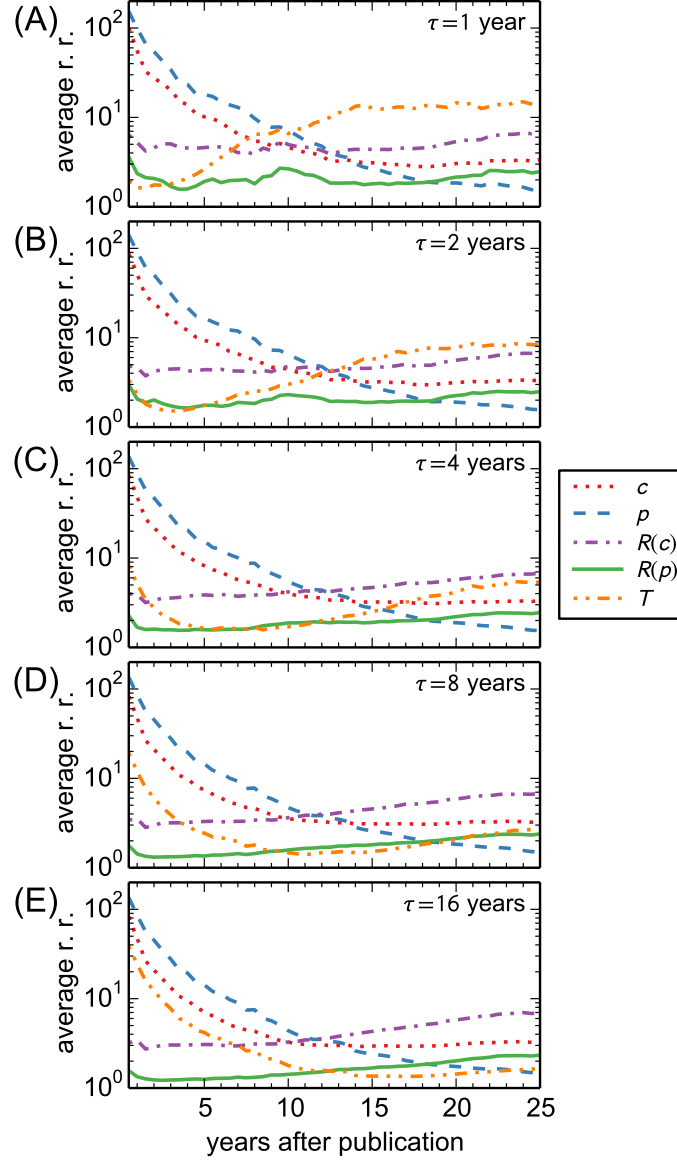 (A)
τ=1 year
average r. r.
10²
10¹
10⁰
(B)
τ=2 years
average r. r.
10²
10¹
10⁰
(C)
τ=4 years
average r. r.
10²
10¹
10⁰
c
p
R(c)
R(p)
T
(D)
τ=8 years
average r. r.
10²
10¹
10⁰
(E)
τ=16 years
average r. r.
10²
10¹
10⁰
5 10 15 20 25
years after publication